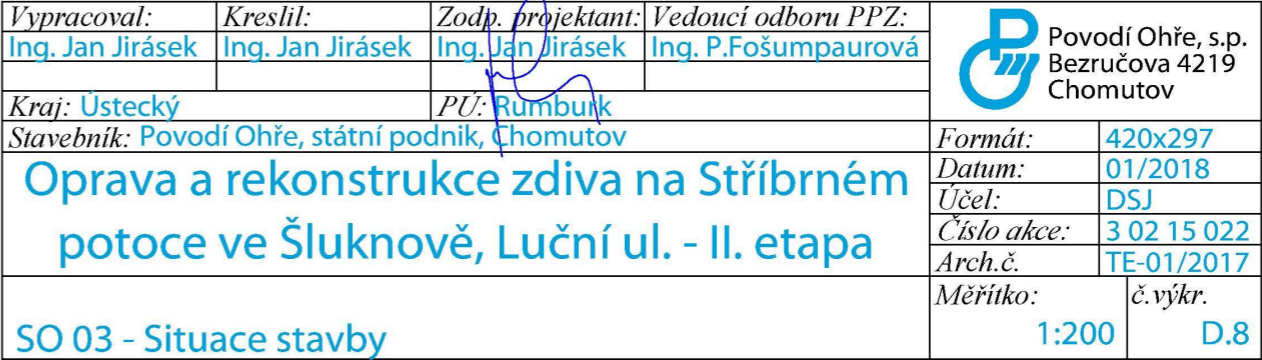 Vypracoval: Kreslil: Zodp. projektant: Vedoucí odboru PPZ:
Ing. Jan Jirásek Ing. Jan Jirásek Ing. Jan Jirásek Ing. P.Fošumpaurová
Povodí Ohře, s.p.
Bezručova 4219
Chomutov
Kraj: Ústecký PÚ: Rumburk
Stavebník: Povodí Ohře, státní podnik, Chomutov
Formát: 420x297
Datum: 01/2018
Účel: DSJ
Číslo akce: 3 02 15 022
Arch.č. TE-01/2017
Oprava a rekonstrukce zdiva na Stříbrném
potoce ve Šluknově, Luční ul. - II. etapa
Měřítko: č.výkr.
1:200 D.8
SO 03 - Situace stavby